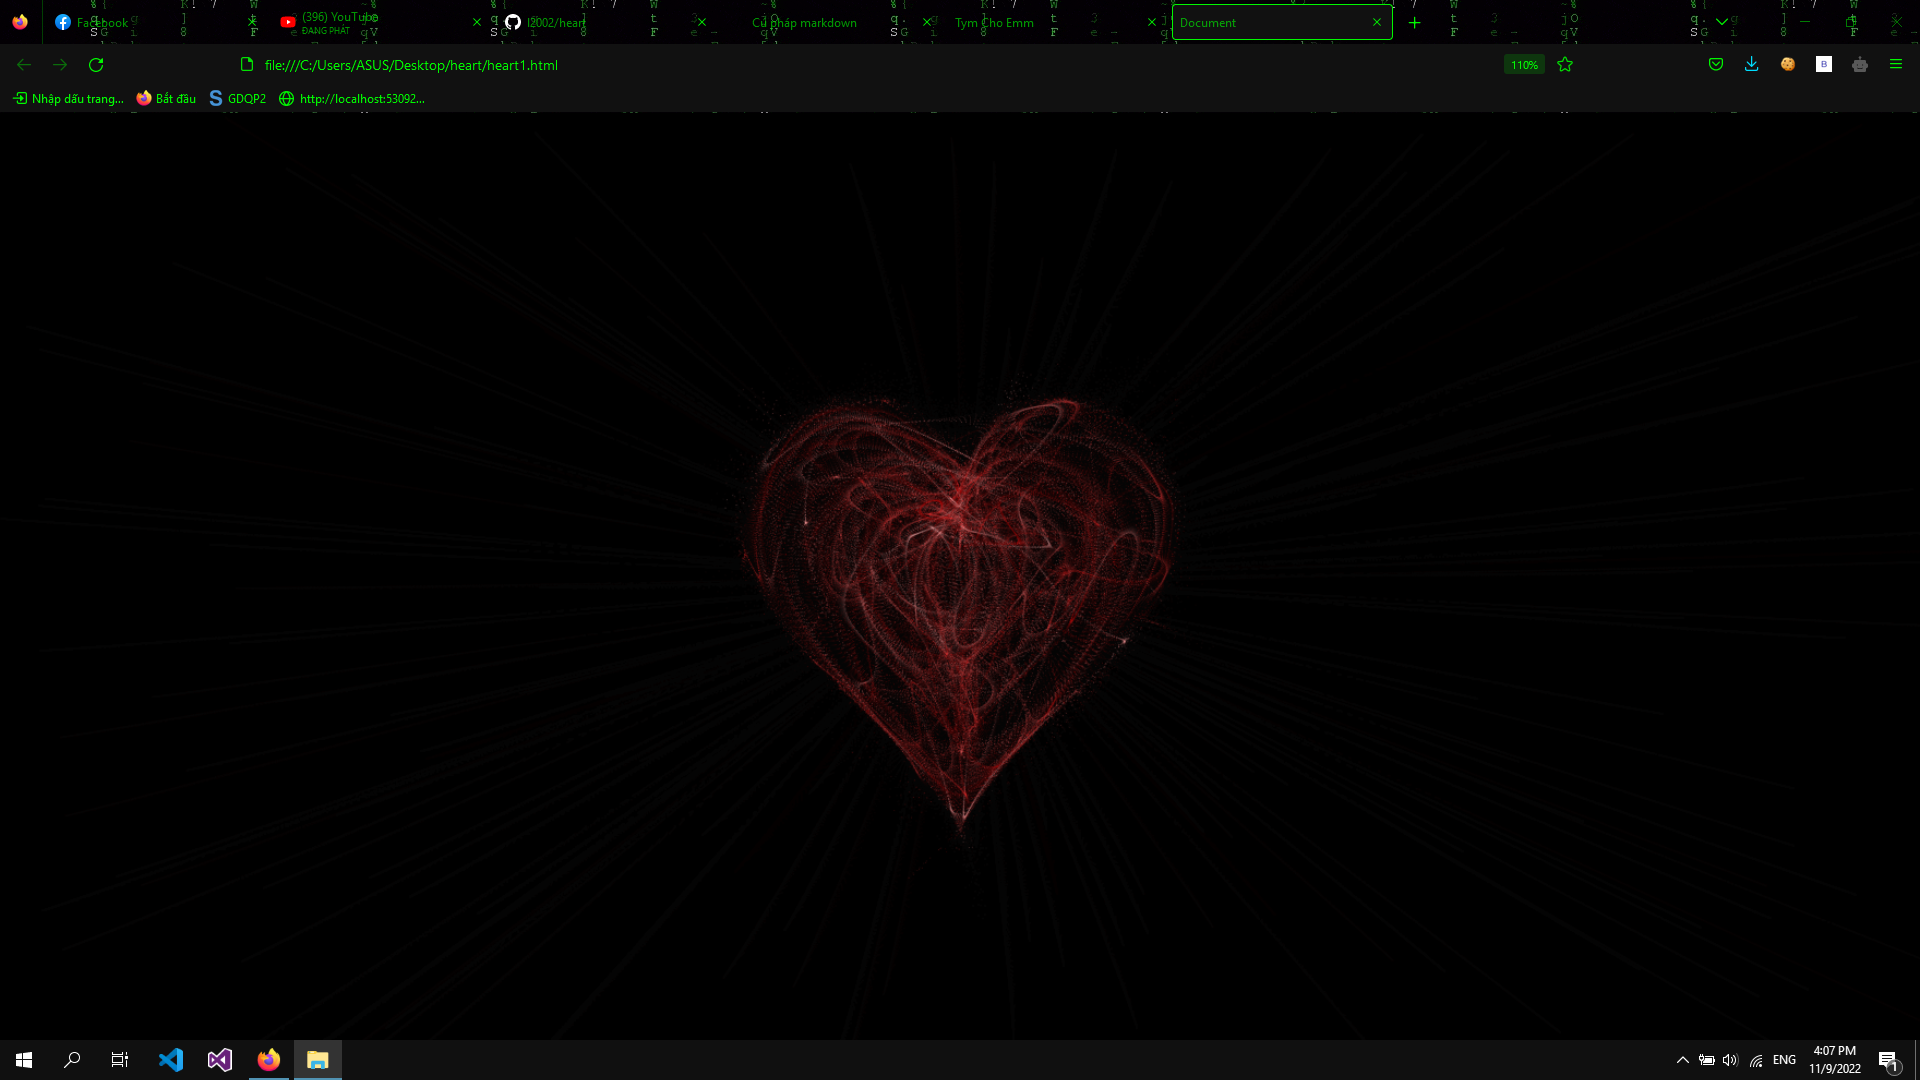 Facebook
(396) YouTube
ĐANG PHÁT
l2002/heart
Cú pháp markdown
Tym Cho Emm
Document
file:///C:/Users/ASUS/Desktop/heart/heart1.html
110%
Nhập dấu trang...
Bắt đầu
GDQP2
http://localhost:53092...
ENG
4:07 PM
11/9/2022
1